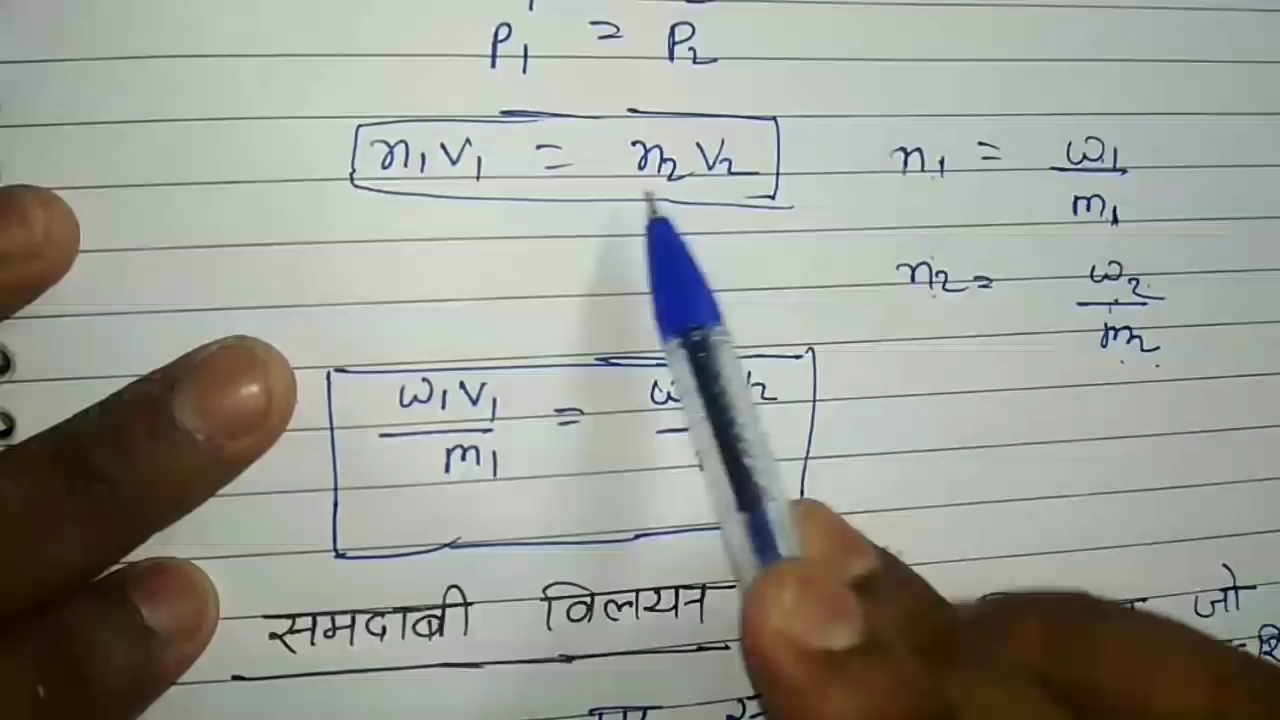 P₁ = P₂
n₁V₁ = n₂V₂
n₁ = ω₁/m₁
n₂ = ω₂/m₂
ω₁V₁/m₁ =
समदाबी विलयन
जो